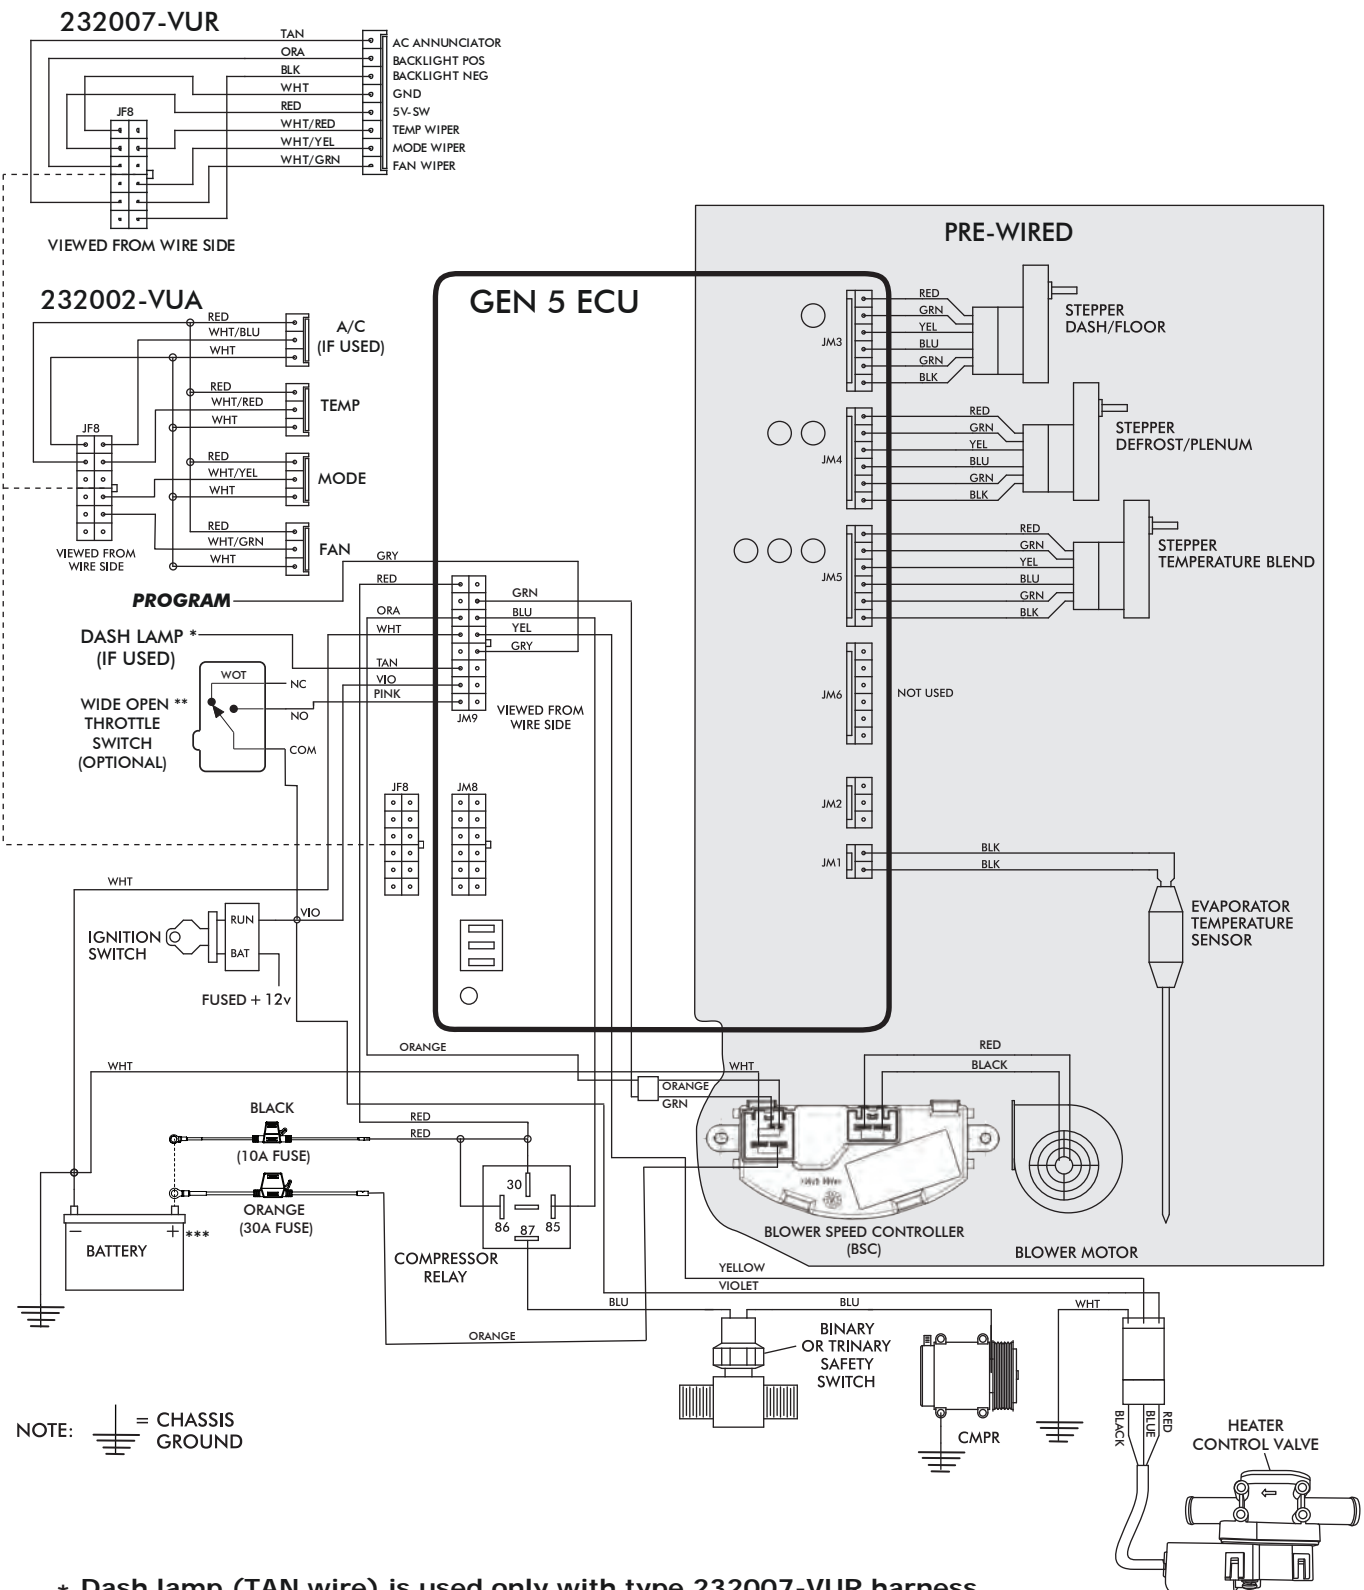 232007-VUR
TAN
ORA
BLK
WHT
RED
WHT/RED
WHT/YEL
WHT/GRN
AC ANNUNCIATOR
BACKLIGHT POS
BACKLIGHT NEG
GND
5V-SW
TEMP WIPER
MODE WIPER
FAN WIPER
JF8
VIEWED FROM WIRE SIDE
232002-VUA
RED
WHT/BLU
WHT
A/C
(IF USED)
RED
WHT/RED
WHT
TEMP
RED
WHT/YEL
WHT
MODE
RED
WHT/GRN
WHT
FAN
JF8
VIEWED FROM
WIRE SIDE
GEN 5 ECU
PRE-WIRED
JM3
RED
GRN
YEL
BLU
GRN
BLK
STEPPER
DASH/FLOOR
JM4
RED
GRN
YEL
BLU
GRN
BLK
STEPPER
DEFROST/PLENUM
JM5
RED
GRN
YEL
BLU
GRN
BLK
STEPPER
TEMPERATURE BLEND
JM6
NOT USED
JM2
JM1
BLK
BLK
EVAPORATOR
TEMPERATURE
SENSOR
PROGRAM
GRY
RED
ORA
WHT
TAN
VIO
PINK
GRN
BLU
YEL
GRY
JM9
VIEWED FROM
WIRE SIDE
DASH LAMP *
(IF USED)
WIDE OPEN **
THROTTLE
SWITCH
(OPTIONAL)
WOT
NC
NO
COM
JF8
JM8
WHT
IGNITION
SWITCH
RUN
BAT
VIO
FUSED + 12v
ORANGE
WHT
WHT
ORANGE
GRN
RED
BLACK
BLACK
(10A FUSE)
RED
RED
ORANGE
(30A FUSE)
BATTERY
-
+ ***
30
86
87
85
COMPRESSOR
RELAY
BLOWER SPEED CONTROLLER
(BSC)
BLOWER MOTOR
YELLOW
VIOLET
BLU
BLU
WHT
ORANGE
BINARY
OR TRINARY
SAFETY
SWITCH
CMPR
BLACK
BLUE
RED
HEATER
CONTROL VALVE
NOTE:
= CHASSIS
GROUND
* Dash lamp (TAN wire) is used only with type 232007-VUR harness